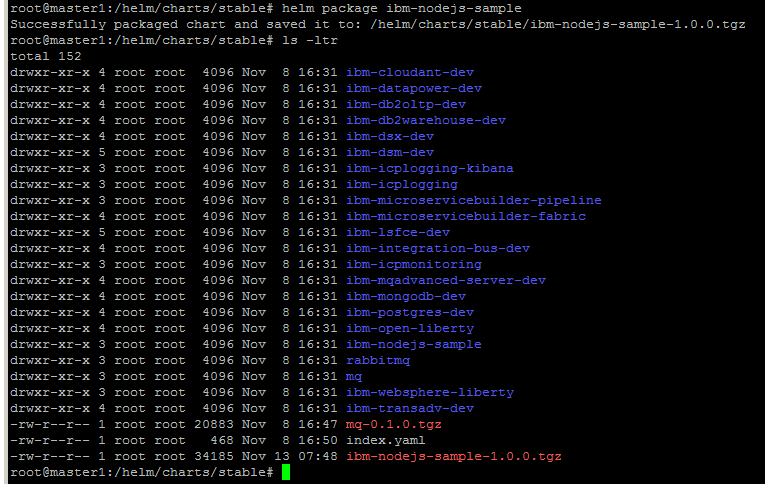 root@master1:/helm/charts/stable# helm package ibm-nodejs-sample
Successfully packaged chart and saved it to: /helm/charts/stable/ibm-nodejs-sample-1.0.0.tgz
root@master1:/helm/charts/stable# ls -ltr
total 152
drwxr-xr-x 4 root root  4096 Nov  8 16:31 ibm-cloudant-dev
drwxr-xr-x 4 root root  4096 Nov  8 16:31 ibm-datapower-dev
drwxr-xr-x 4 root root  4096 Nov  8 16:31 ibm-db2oltp-dev
drwxr-xr-x 4 root root  4096 Nov  8 16:31 ibm-db2warehouse-dev
drwxr-xr-x 4 root root  4096 Nov  8 16:31 ibm-dsx-dev
drwxr-xr-x 5 root root  4096 Nov  8 16:31 ibm-dsm-dev
drwxr-xr-x 3 root root  4096 Nov  8 16:31 ibm-icplogging-kibana
drwxr-xr-x 3 root root  4096 Nov  8 16:31 ibm-icplogging
drwxr-xr-x 3 root root  4096 Nov  8 16:31 ibm-microservicebuilder-pipeline
drwxr-xr-x 4 root root  4096 Nov  8 16:31 ibm-microservicebuilder-fabric
drwxr-xr-x 5 root root  4096 Nov  8 16:31 ibm-lsfce-dev
drwxr-xr-x 4 root root  4096 Nov  8 16:31 ibm-integration-bus-dev
drwxr-xr-x 3 root root  4096 Nov  8 16:31 ibm-icpmonitoring
drwxr-xr-x 4 root root  4096 Nov  8 16:31 ibm-mqadvanced-server-dev
drwxr-xr-x 4 root root  4096 Nov  8 16:31 ibm-mongodb-dev
drwxr-xr-x 4 root root  4096 Nov  8 16:31 ibm-postgres-dev
drwxr-xr-x 4 root root  4096 Nov  8 16:31 ibm-open-liberty
drwxr-xr-x 3 root root  4096 Nov  8 16:31 ibm-nodejs-sample
drwxr-xr-x 3 root root  4096 Nov  8 16:31 rabbitmq
drwxr-xr-x 3 root root  4096 Nov  8 16:31 mq
drwxr-xr-x 3 root root  4096 Nov  8 16:31 ibm-websphere-liberty
drwxr-xr-x 4 root root  4096 Nov  8 16:31 ibm-transadv-dev
-rw-r--r-- 1 root root 20883 Nov  8 16:47 mq-0.1.0.tgz
-rw-r--r-- 1 root root   468 Nov  8 16:50 index.yaml
-rw-r--r-- 1 root root 34185 Nov 13 07:48 ibm-nodejs-sample-1.0.0.tgz
root@master1:/helm/charts/stable#